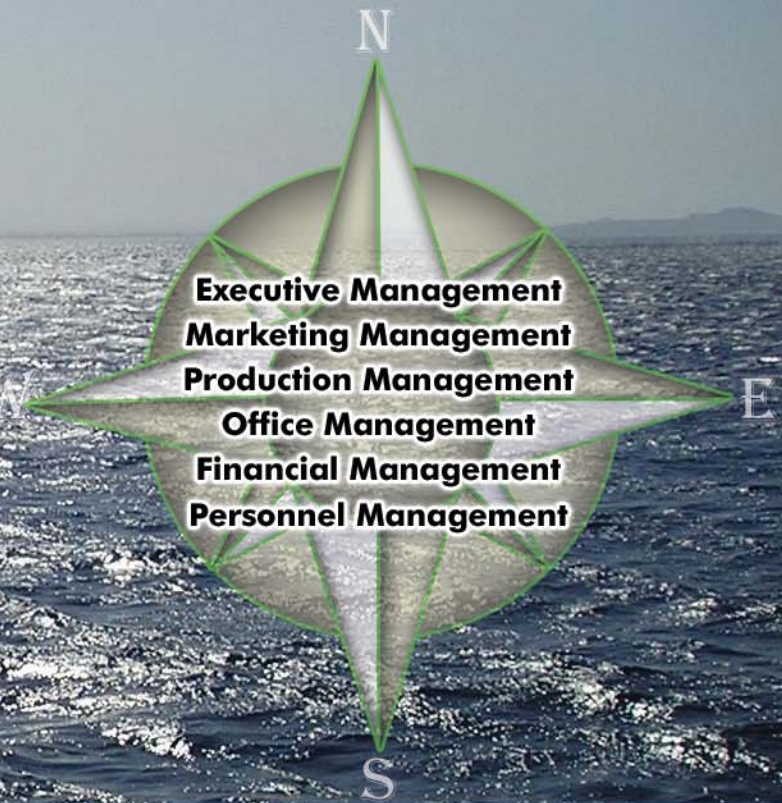 N
Executive Management
Marketing Management
Production Management
W E
Office Management
Financial Management
Personnel Management
S